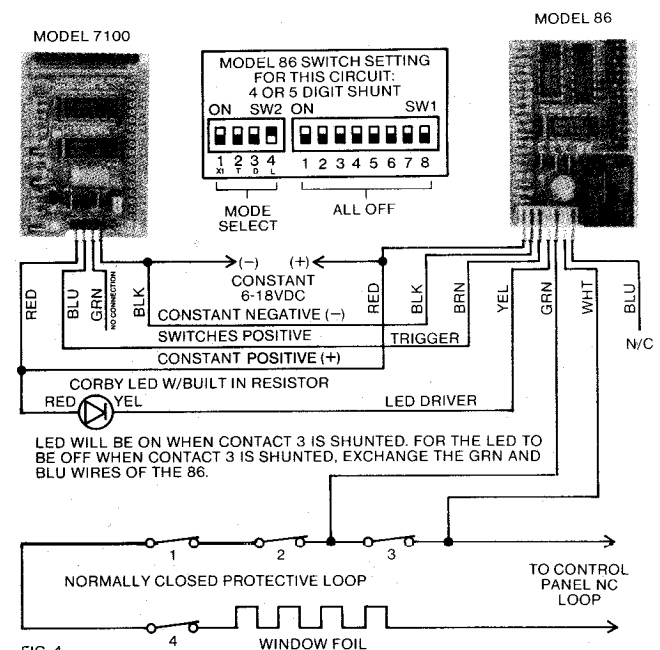 MODEL 86
MODEL 7100
MODEL 86 SWITCH SETTING
FOR THIS CIRCUIT:
4 OR 5 DIGIT SHUNT
ON SW2 ON SW1
1 2 3 4 1 2 3 4 5 6 7 8
XI T D L
MODE
SELECT
ALL OFF
(-) (+)
CONSTANT
6-18VDC
RED
BLU
GRN
NO CONNECTION
BLK
RED
BLK
BRN
YEL
GRN
WHT
BLU
N/C
CONSTANT NEGATIVE (-)
SWITCHES POSITIVE TRIGGER
CONSTANT POSITIVE (+)
CORBY LED W/BUILT IN RESISTOR
RED YEL LED DRIVER
LED WILL BE ON WHEN CONTACT 3 IS SHUNTED. FOR THE LED TO
BE OFF WHEN CONTACT 3 IS SHUNTED, EXCHANGE THE GRN AND
BLU WIRES OF THE 86.
1 2 3
NORMALLY CLOSED PROTECTIVE LOOP
TO CONTROL
PANEL NC
LOOP
4
WINDOW FOIL
FIG. 4